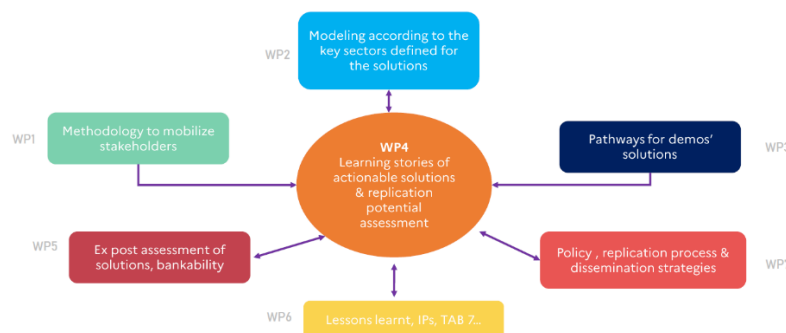 WP2
Modeling according to the
key sectors defined for
the solutions
WP1
Methodology to mobilize
stakeholders
WP4
Learning stories of
actionable solutions
& replication
potential
assessment
Pathways for demos'
solutions
WP3
WP5
Ex post assessment of
solutions, bankability
Policy , replication process &
dissemination strategies
WP7
WP6
Lessons learnt, IPs, TAB 7...